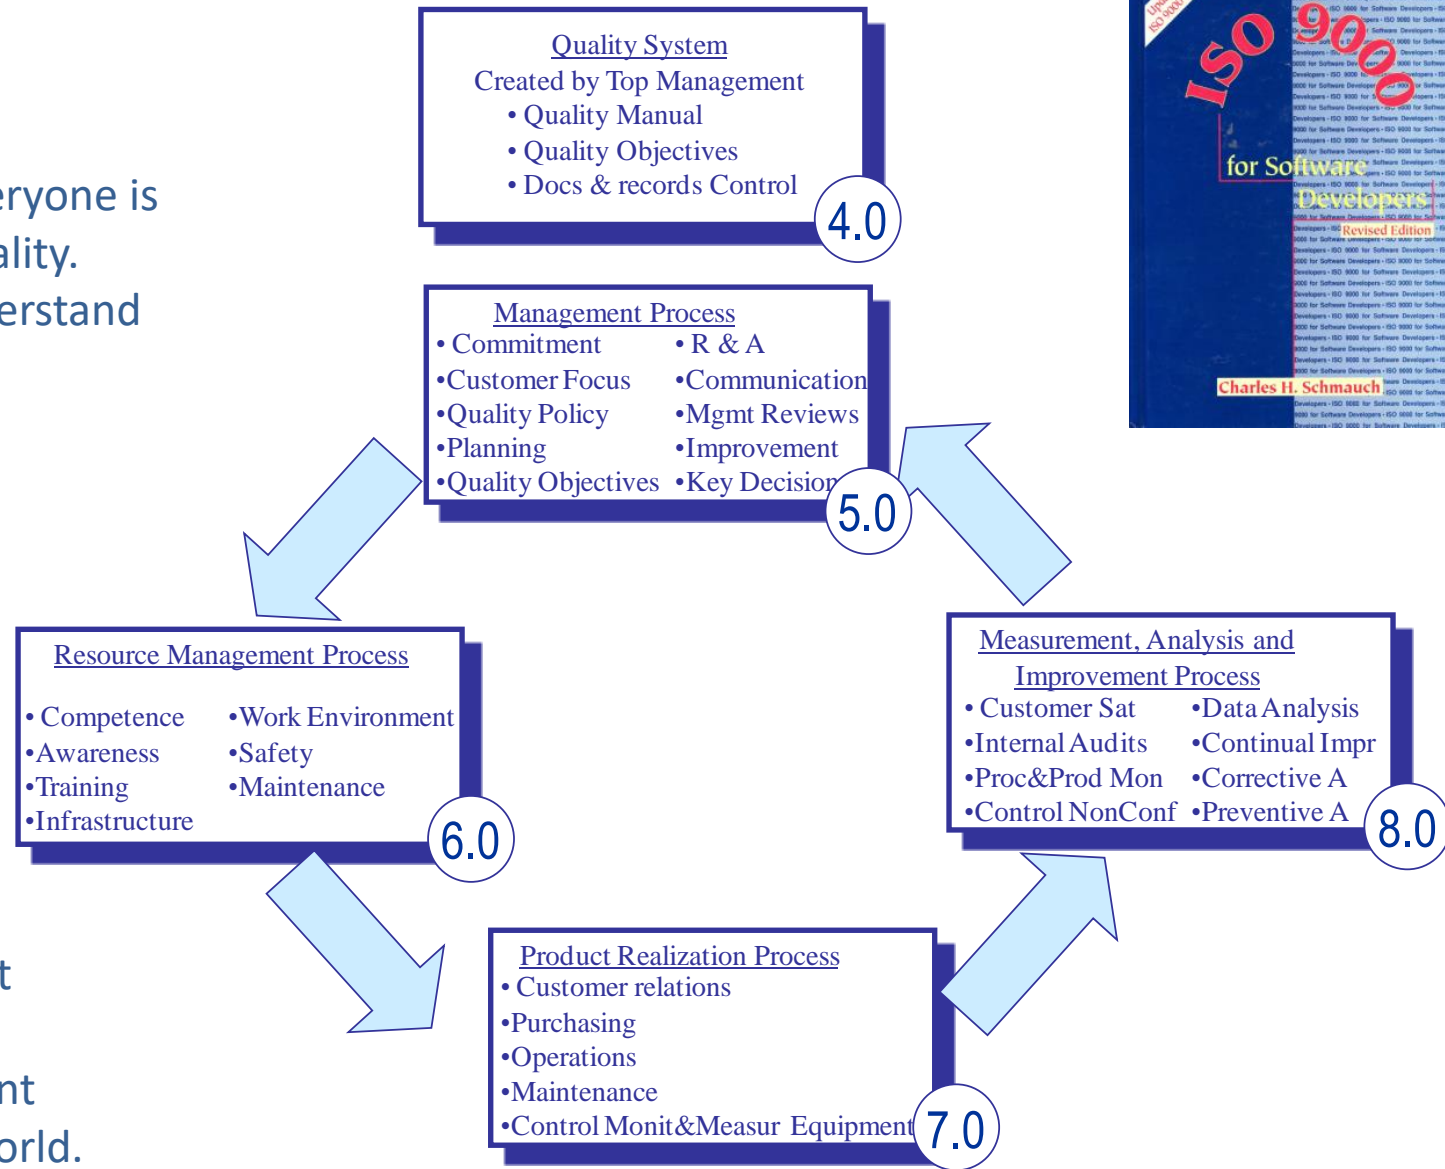 Quality System
Created by Top Management
• Quality Manual
• Quality Objectives
• Docs & records Control
4.0
eryone is
ality.
derstand
Management Process
• Commitment
•Customer Focus
•Quality Policy
•Planning
•Quality Objectives
• R & A
•Communication
•Mgmt Reviews
•Improvement
•Key Decision
5.0
ISO 9000
for Software
Developers
Revised Edition
Charles H. Schmauch
Resource Management Process
• Competence
•Awareness
•Training
•Infrastructure
•Work Environment
•Safety
•Maintenance
6.0
Measurement, Analysis and
Improvement Process
• Customer Sat
•Internal Audits
•Proc&Prod Mon
•Control NonConf
•Data Analysis
•Continual Impr
•Corrective A
•Preventive A
8.0
t
nt
orld.
Product Realization Process
• Customer relations
•Purchasing
•Operations
•Maintenance
•Control Monit&Measur Equipment
7.0